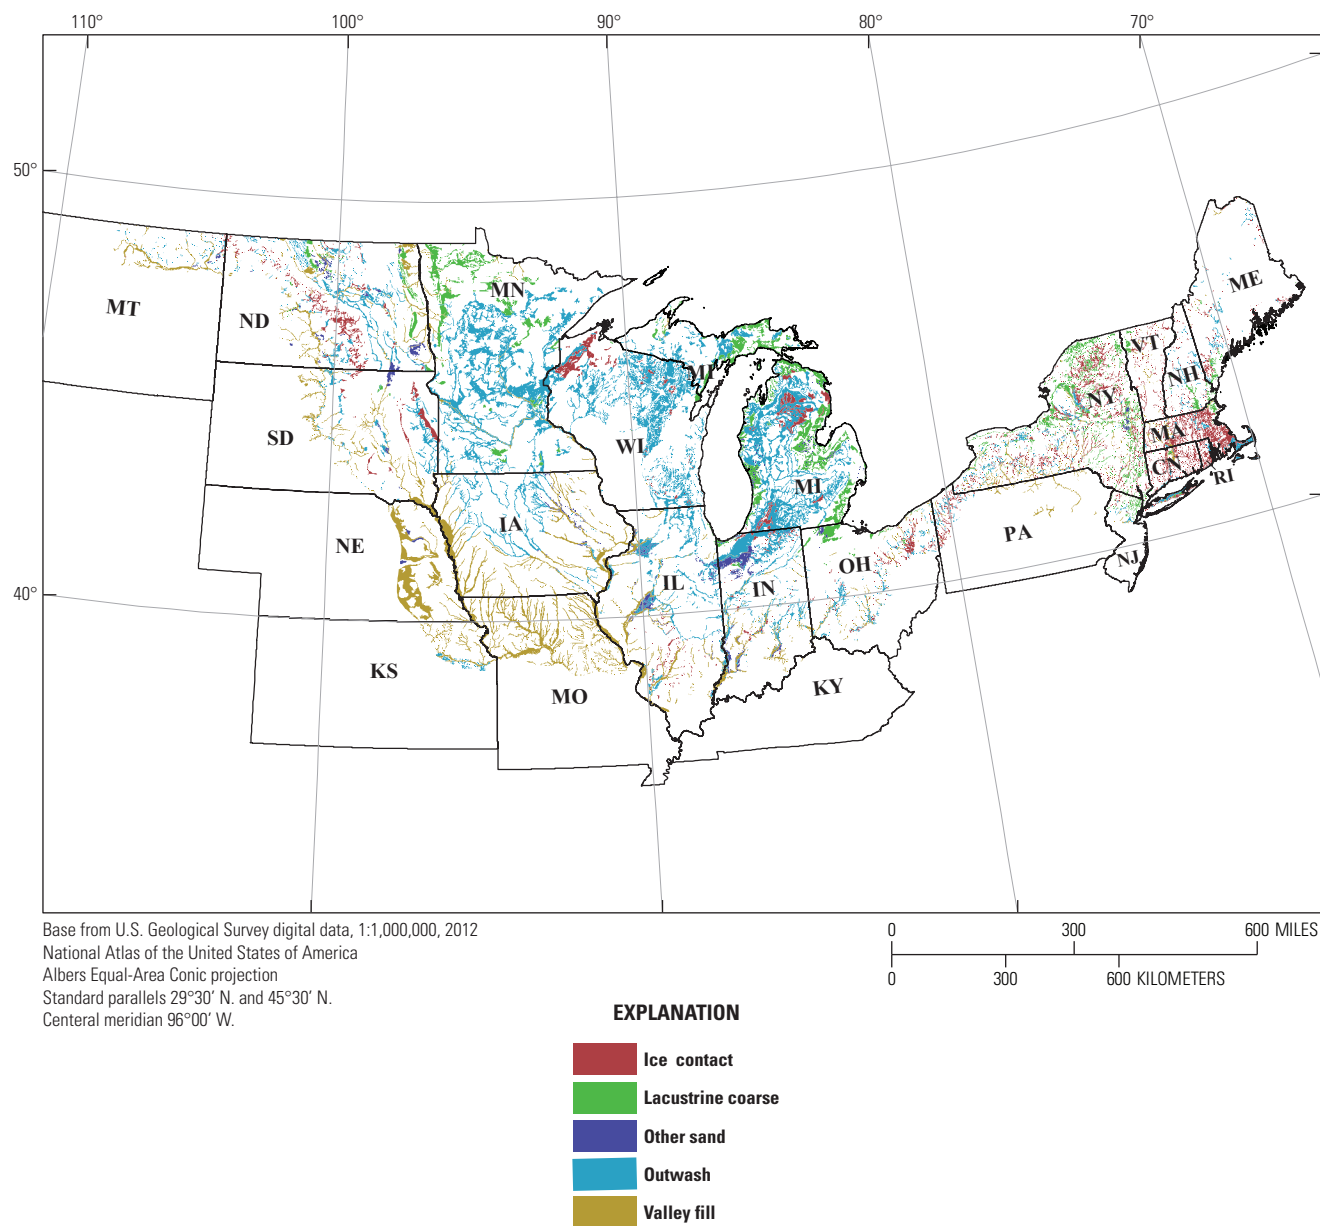 110°
100°
90°
80°
70°
50°
40°
MT
ND
MN
SD
WI
MI
MI
IA
NE
IL
IN
OH
KS
MO
KY
PA
NJ
NY
VT
NH
ME
MA
CN
RI
Base from U.S. Geological Survey digital data, 1:1,000,000, 2012
National Atlas of the United States of America
Albers Equal-Area Conic projection
Standard parallels 29°30′ N. and 45°30′ N.
Centeral meridian 96°00′ W.
0 300 600 MILES
0 300 600 KILOMETERS
EXPLANATION
Ice contact
Lacustrine coarse
Other sand
Outwash
Valley fill